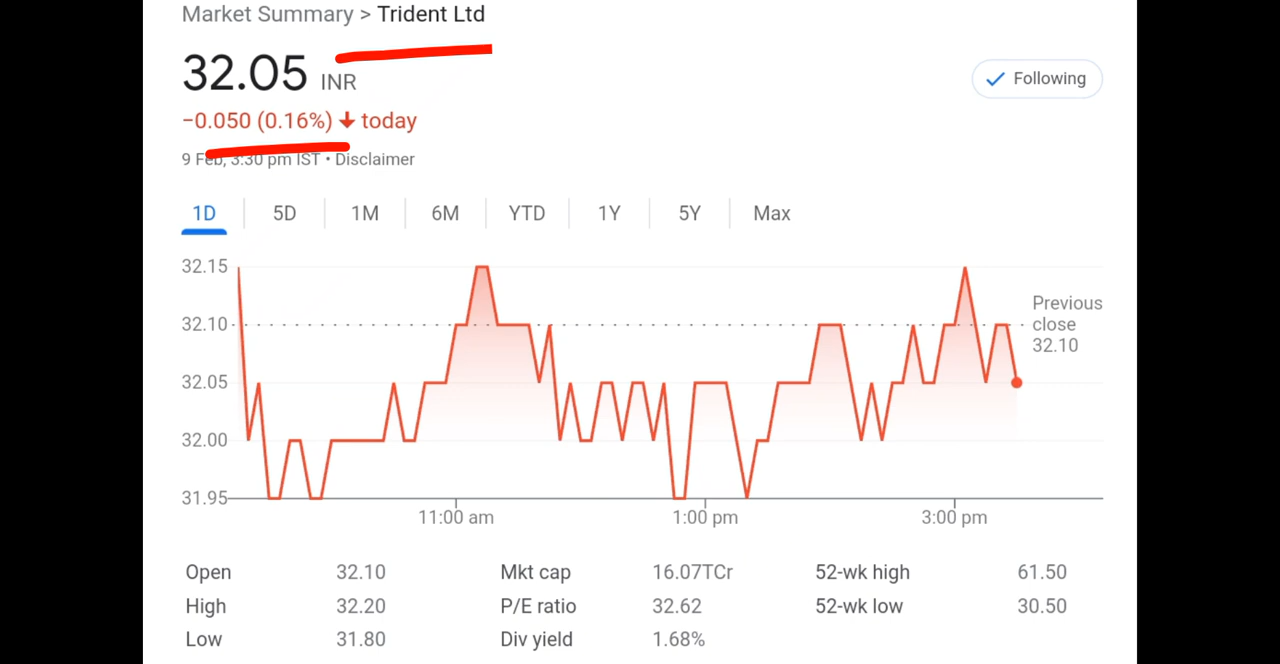 Market Summary > Trident Ltd
32.05 INR
Following
−0.050 (0.16%) ↓ today
9 Feb, 3:30 pm IST • Disclaimer
1D 5D 1M 6M YTD 1Y 5Y Max
32.15
32.10
32.05
32.00
31.95
Previous
close
32.10
11:00 am 1:00 pm 3:00 pm
Open 32.10 Mkt cap 16.07TCr 52-wk high 61.50
High 32.20 P/E ratio 32.62 52-wk low 30.50
Low 31.80 Div yield 1.68%